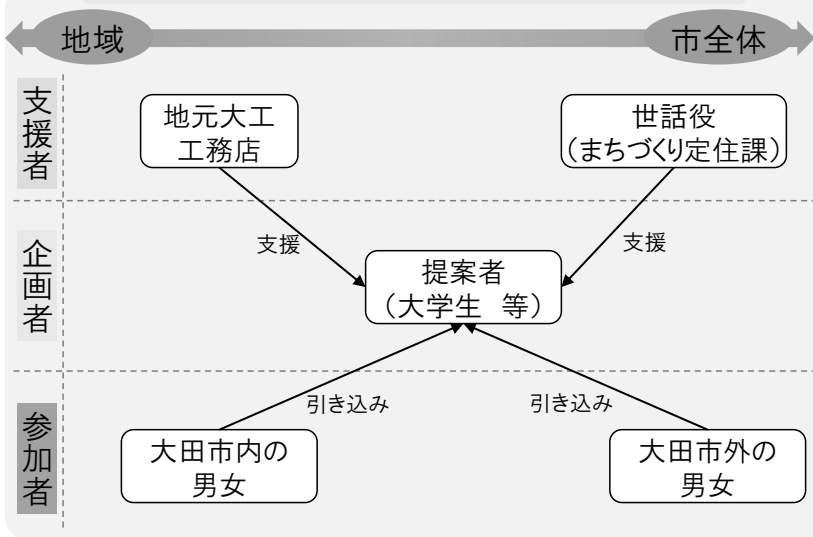 地域
市全体
支援者
地元大工
工務店
世話役
（まちづくり定住課）
支援
支援
企画者
提案者
（大学生　等）
引き込み
引き込み
参加者
大田市内の
男女
大田市外の
男女